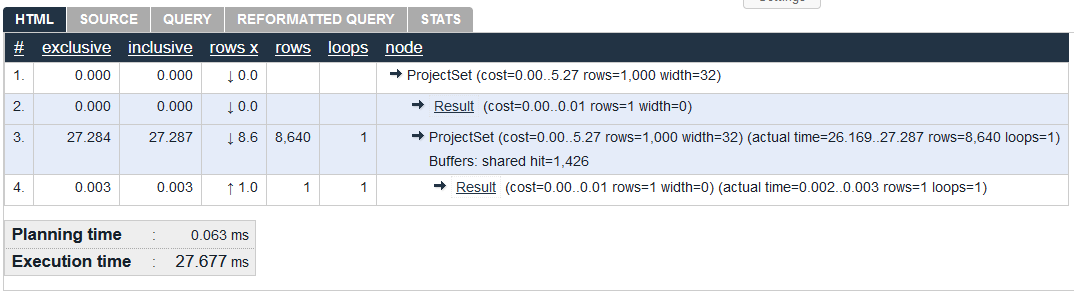 Settings
HTML SOURCE QUERY REFORMATTED QUERY STATS
# exclusive inclusive rows x rows loops node
1. 0.000 0.000 ↓ 0.0 ➔ ProjectSet (cost=0.00..5.27 rows=1,000 width=32)
2. 0.000 0.000 ↓ 0.0 ➔ Result (cost=0.00..0.01 rows=1 width=0)
3. 27.284 27.287 ↓ 8.6 8,640 1 ➔ ProjectSet (cost=0.00..5.27 rows=1,000 width=32) (actual time=26.169..27.287 rows=8,640 loops=1)
Buffers: shared hit=1,426
4. 0.003 0.003 ↑ 1.0 1 1 ➔ Result (cost=0.00..0.01 rows=1 width=0) (actual time=0.002..0.003 rows=1 loops=1)
Planning time : 0.063 ms
Execution time : 27.677 ms